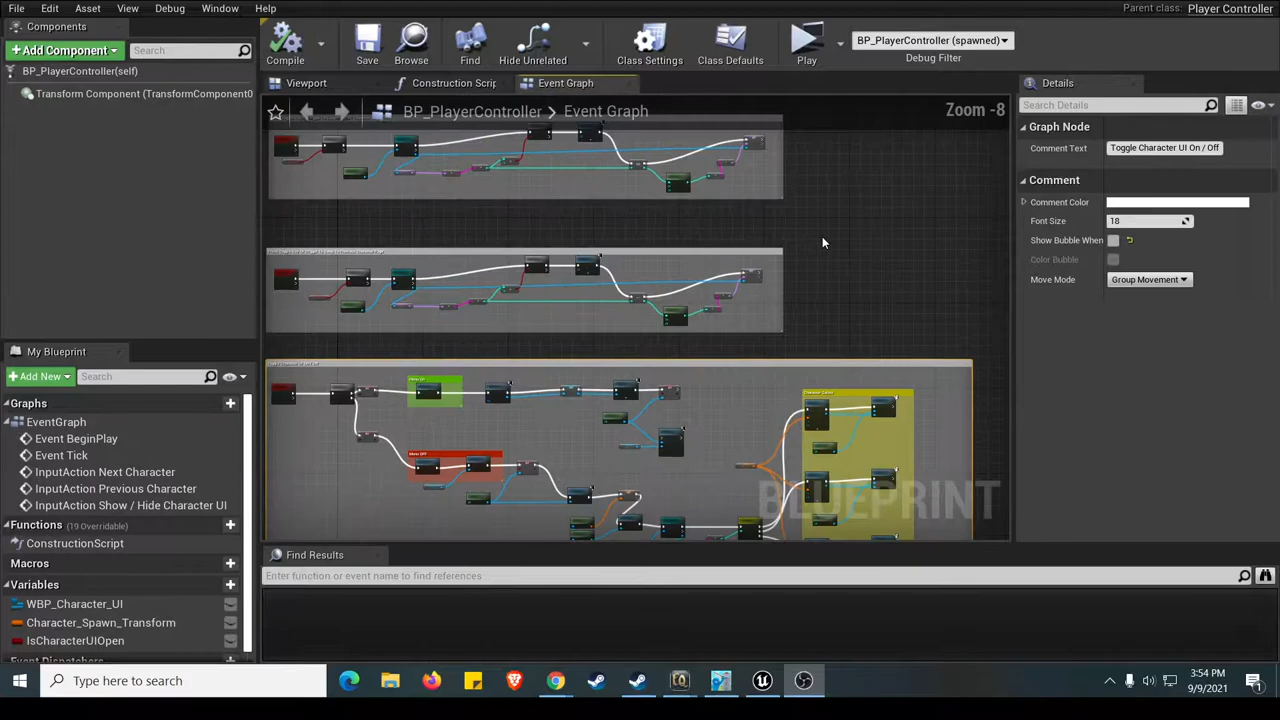 File Edit Asset View Debug Window Help
Parent class: Player Controller
Components
+Add Component
Search
BP_PlayerController(self)
Transform Component (TransformComponent0
Compile
Save
Browse
Find
Hide Unrelated
Class Settings
Class Defaults
Play
BP_PlayerController (spawned)
Debug Filter
Viewport
Construction Scrip
Event Graph
BP_PlayerController > Event Graph
Zoom -8
Details
Search Details
Graph Node
Comment Text
Toggle Character UI On / Off
Comment
Comment Color
Font Size
18
Show Bubble When
Color Bubble
Move Mode
Group Movement
My Blueprint
+Add New
Search
Graphs
EventGraph
Event BeginPlay
Event Tick
InputAction Next Character
InputAction Previous Character
InputAction Show / Hide Character UI
Functions (19 Overridable)
ConstructionScript
Macros
Variables
WBP_Character_UI
Character_Spawn_Transform
IsCharacterUIOpen
Event Dispatchers
BLUEPRINT
Find Results
Enter function or event name to find references
Type here to search
3:54 PM
9/9/2021
1